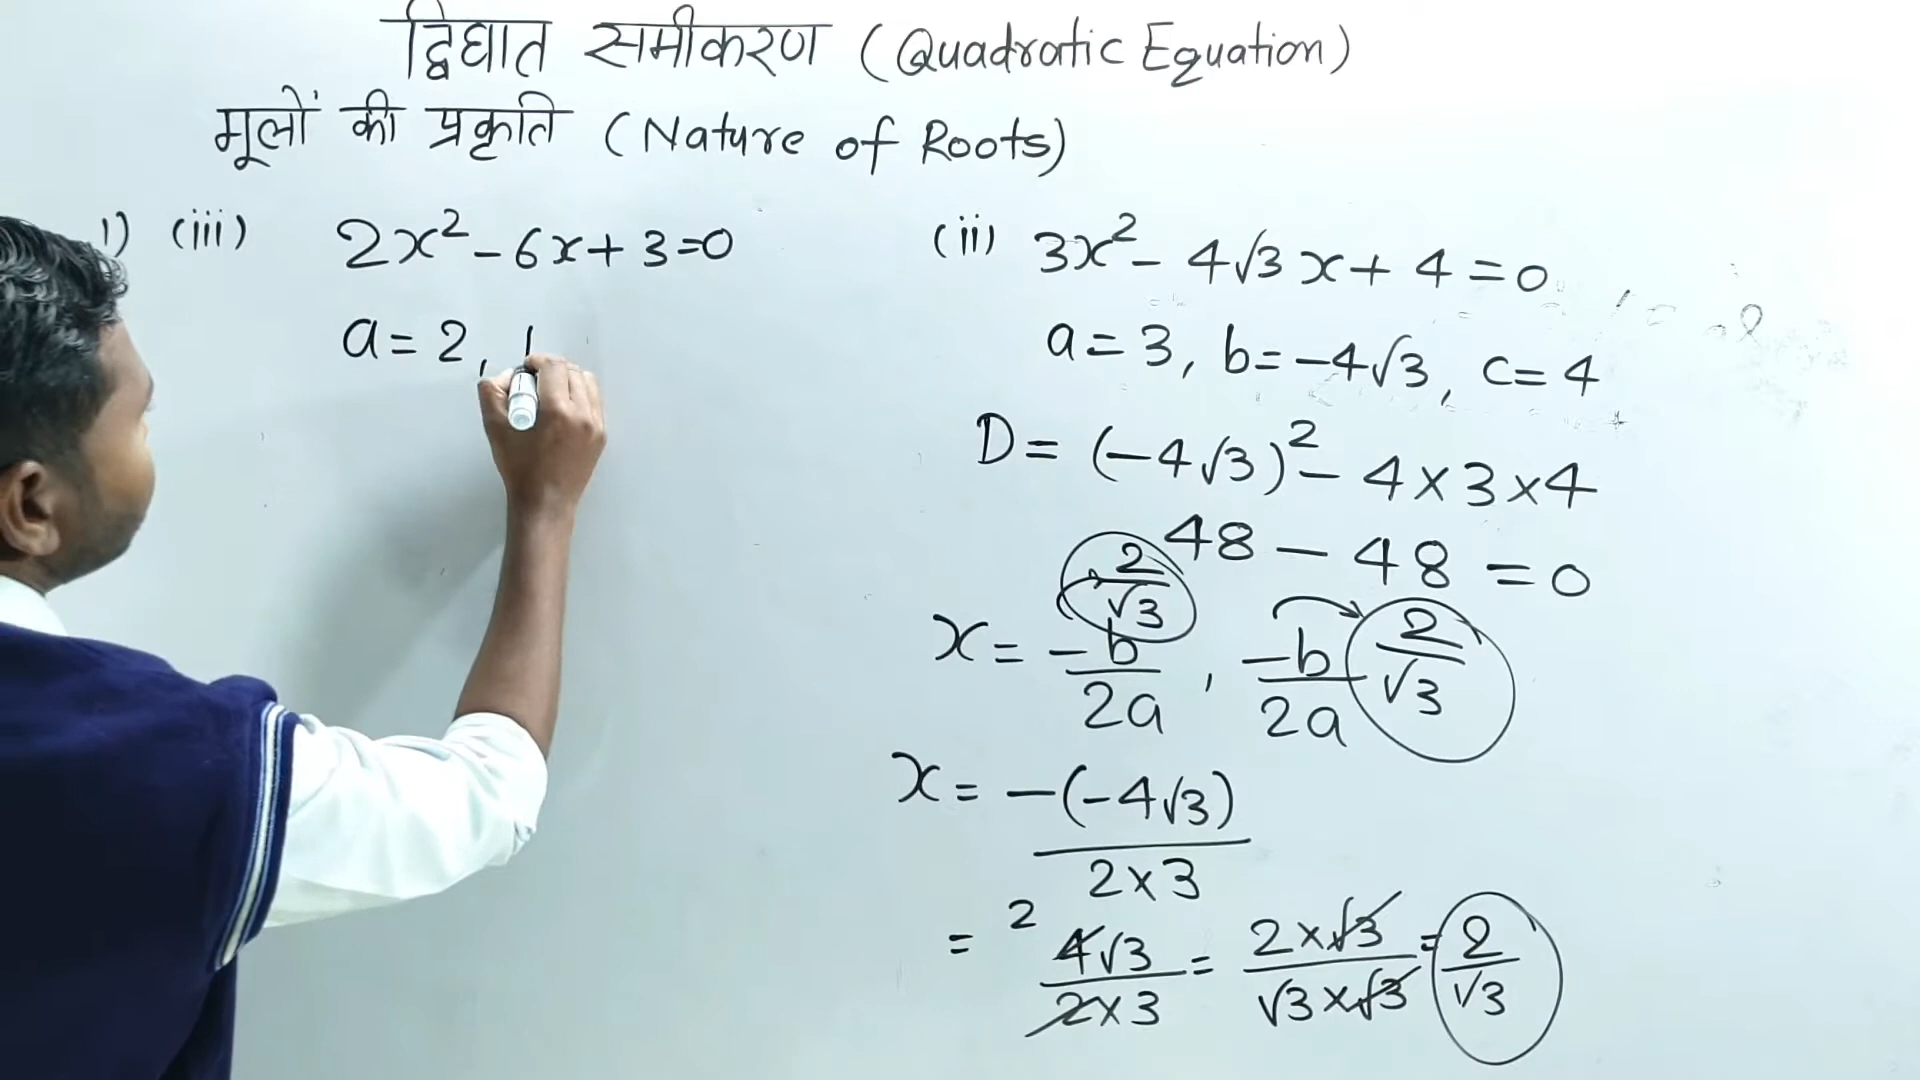 द्विघात समीकरण (Quadratic Equation)
मूलों की प्रकृति (Nature of Roots)
1) (iii) 2x² - 6x + 3 = 0
a = 2,
(ii) 3x² - 4√3 x + 4 = 0
a = 3, b = -4√3, c = 4
D = (-4√3)² - 4 × 3 × 4
48 - 48 = 0
2/√3
x = -b/2a , -b/2a 2/√3
x = -(-4√3)/2×3
= 2 4√3/2×3 = 2×√3/√3×√3 = 2/√3